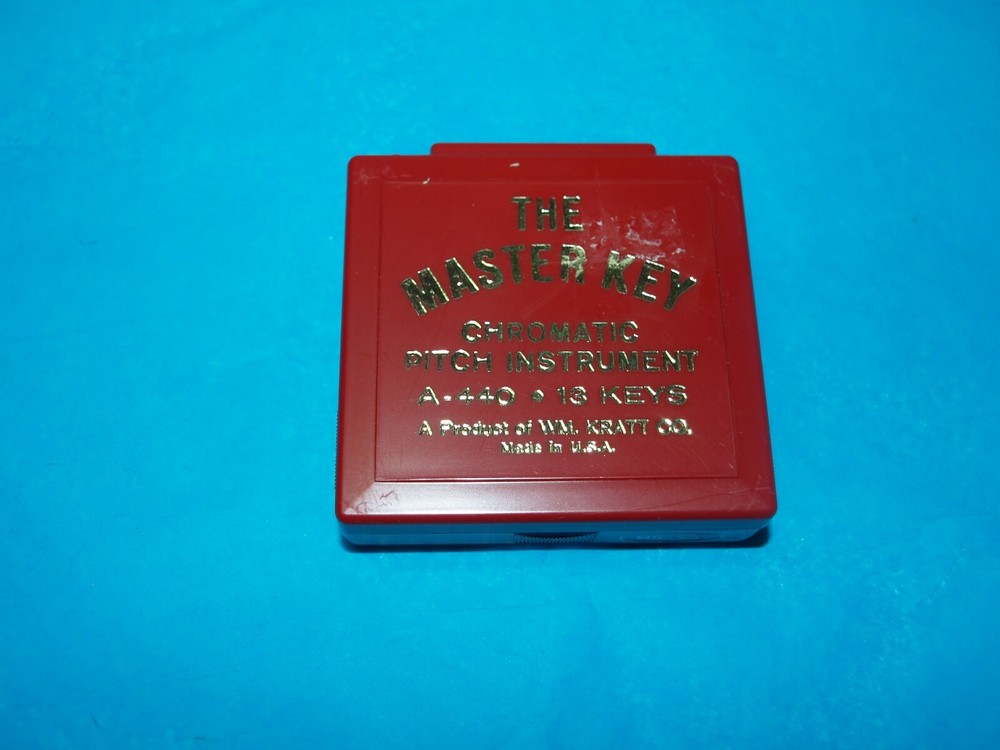 THE
MASTER KEY
CHROMATIC
PITCH INSTRUMENT
A-440 • 13 KEYS
A Product of WM. KRATT CO.
Made in U.S.A.